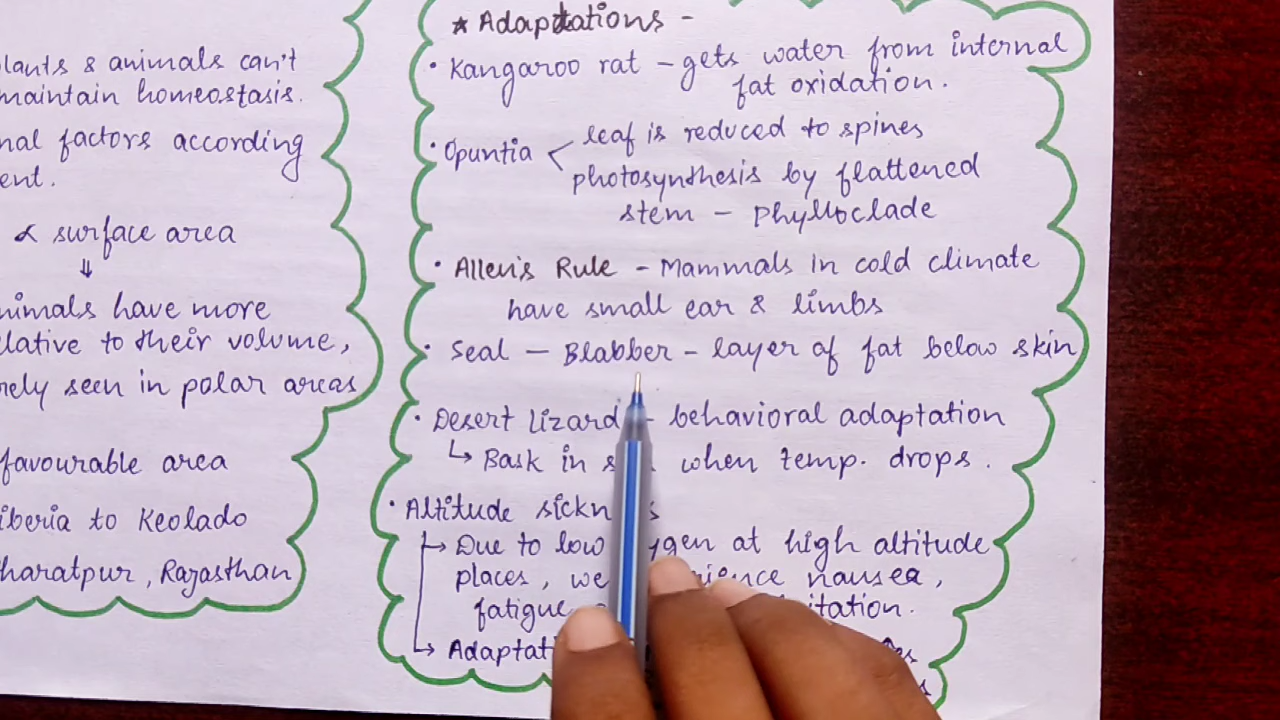 lants & animals can't
maintain homeostasis.
nal factors according
ent.
∝ surface area
⇓
nimals have more
lative to their volume,
rely seen in polar areas
favourable area
iberia to Keolado
haratpur, Rajasthan
★ Adaptations -
• Kangaroo rat - gets water from internal
fat oxidation.
• Opuntia < leaf is reduced to spines
photosynthesis by flattened
stem - Phylloclade
• Allen's Rule - Mammals in cold climate
have small ear & limbs
• Seal - Blabber - layer of fat below skin
• Desert lizard - behavioral adaptation
↳ Bask in when temp. drops.
• Altitude sickn s
→ Due to low ygen at high altitude
places, we rience nausea,
fatigue itation.
→ Adaptat